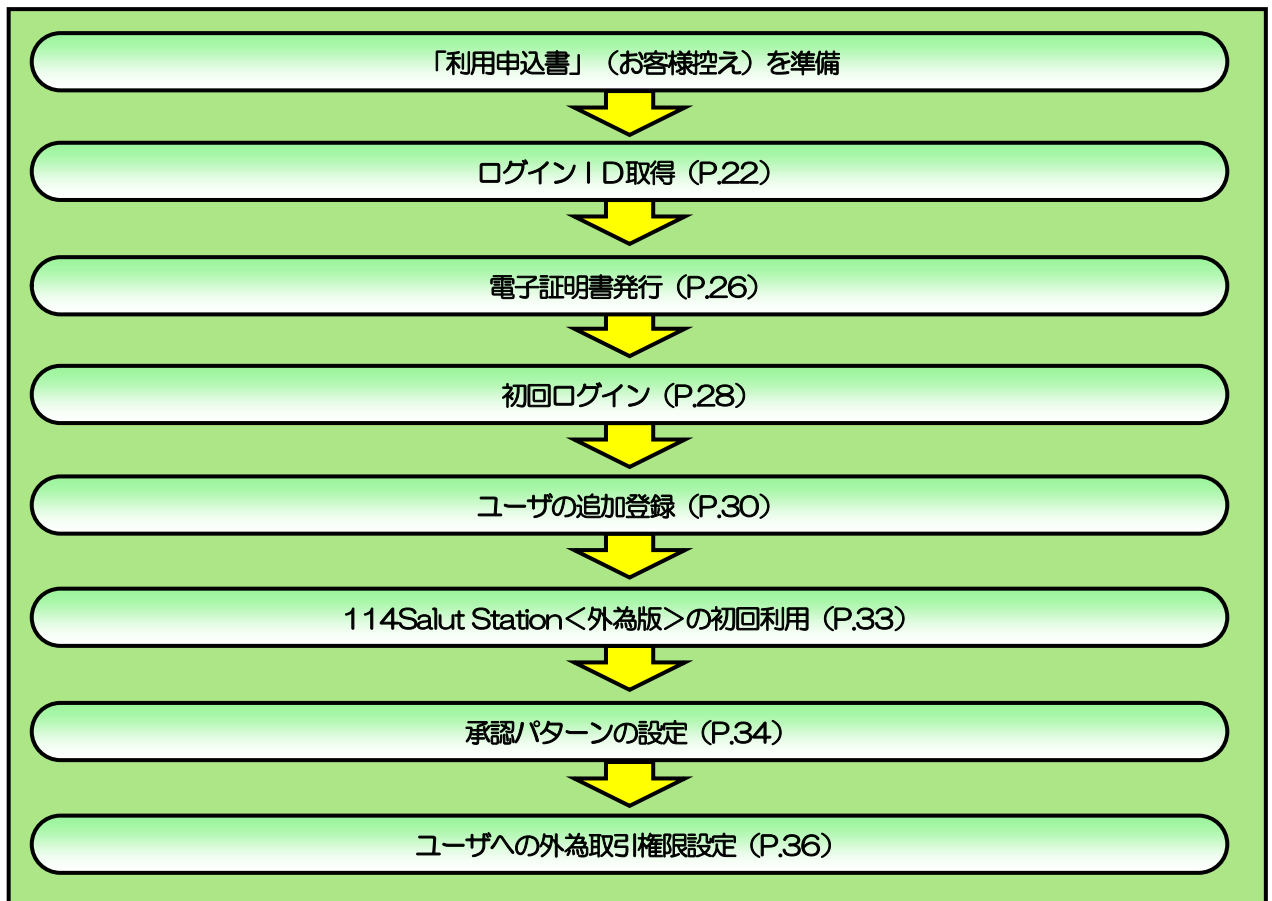 「利用申込書」（お客様控え）を準備
ログインＩＤ取得（P.22）
電子証明書発行（P.26）
初回ログイン（P.28）
ユーザの追加登録（P.30）
114Salut Station＜外為版＞の初回利用（P.33）
承認パターンの設定（P.34）
ユーザへの外為取引権限設定（P.36）